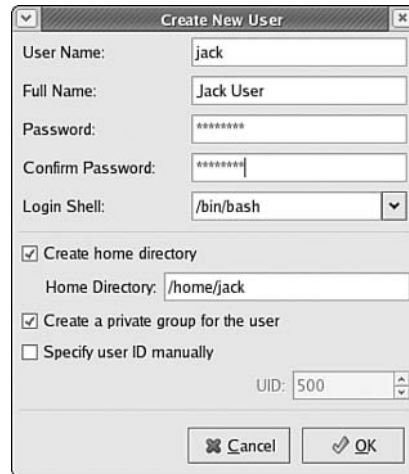 Create New User
User Name: jack
Full Name: Jack User
Password: ********
Confirm Password: ********
Login Shell: /bin/bash
Create home directory
Home Directory: /home/jack
Create a private group for the user
Specify user ID manually
UID: 500
Cancel OK